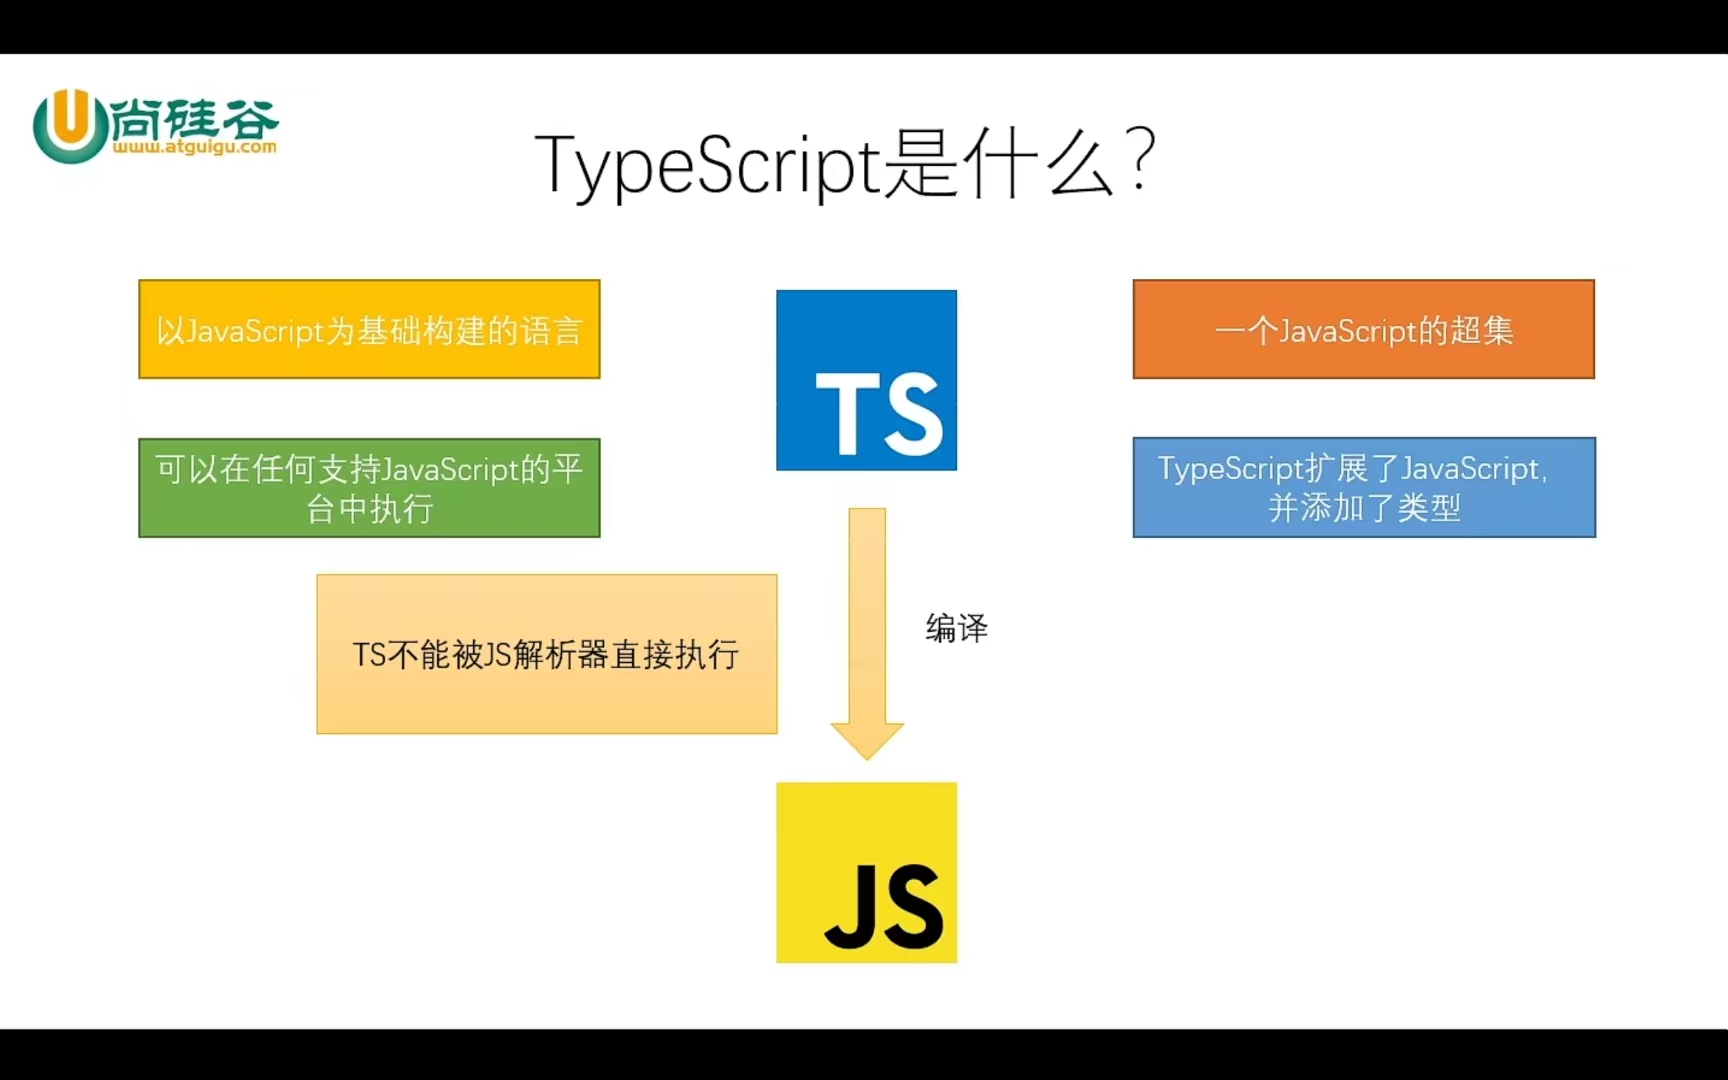 尚硅谷
www.atguigu.com
TypeScript是什么？
以JavaScript为基础构建的语言
一个JavaScript的超集
可以在任何支持JavaScript的平
台中执行
TypeScript扩展了JavaScript,
并添加了类型
TS
TS不能被JS解析器直接执行
编译
JS